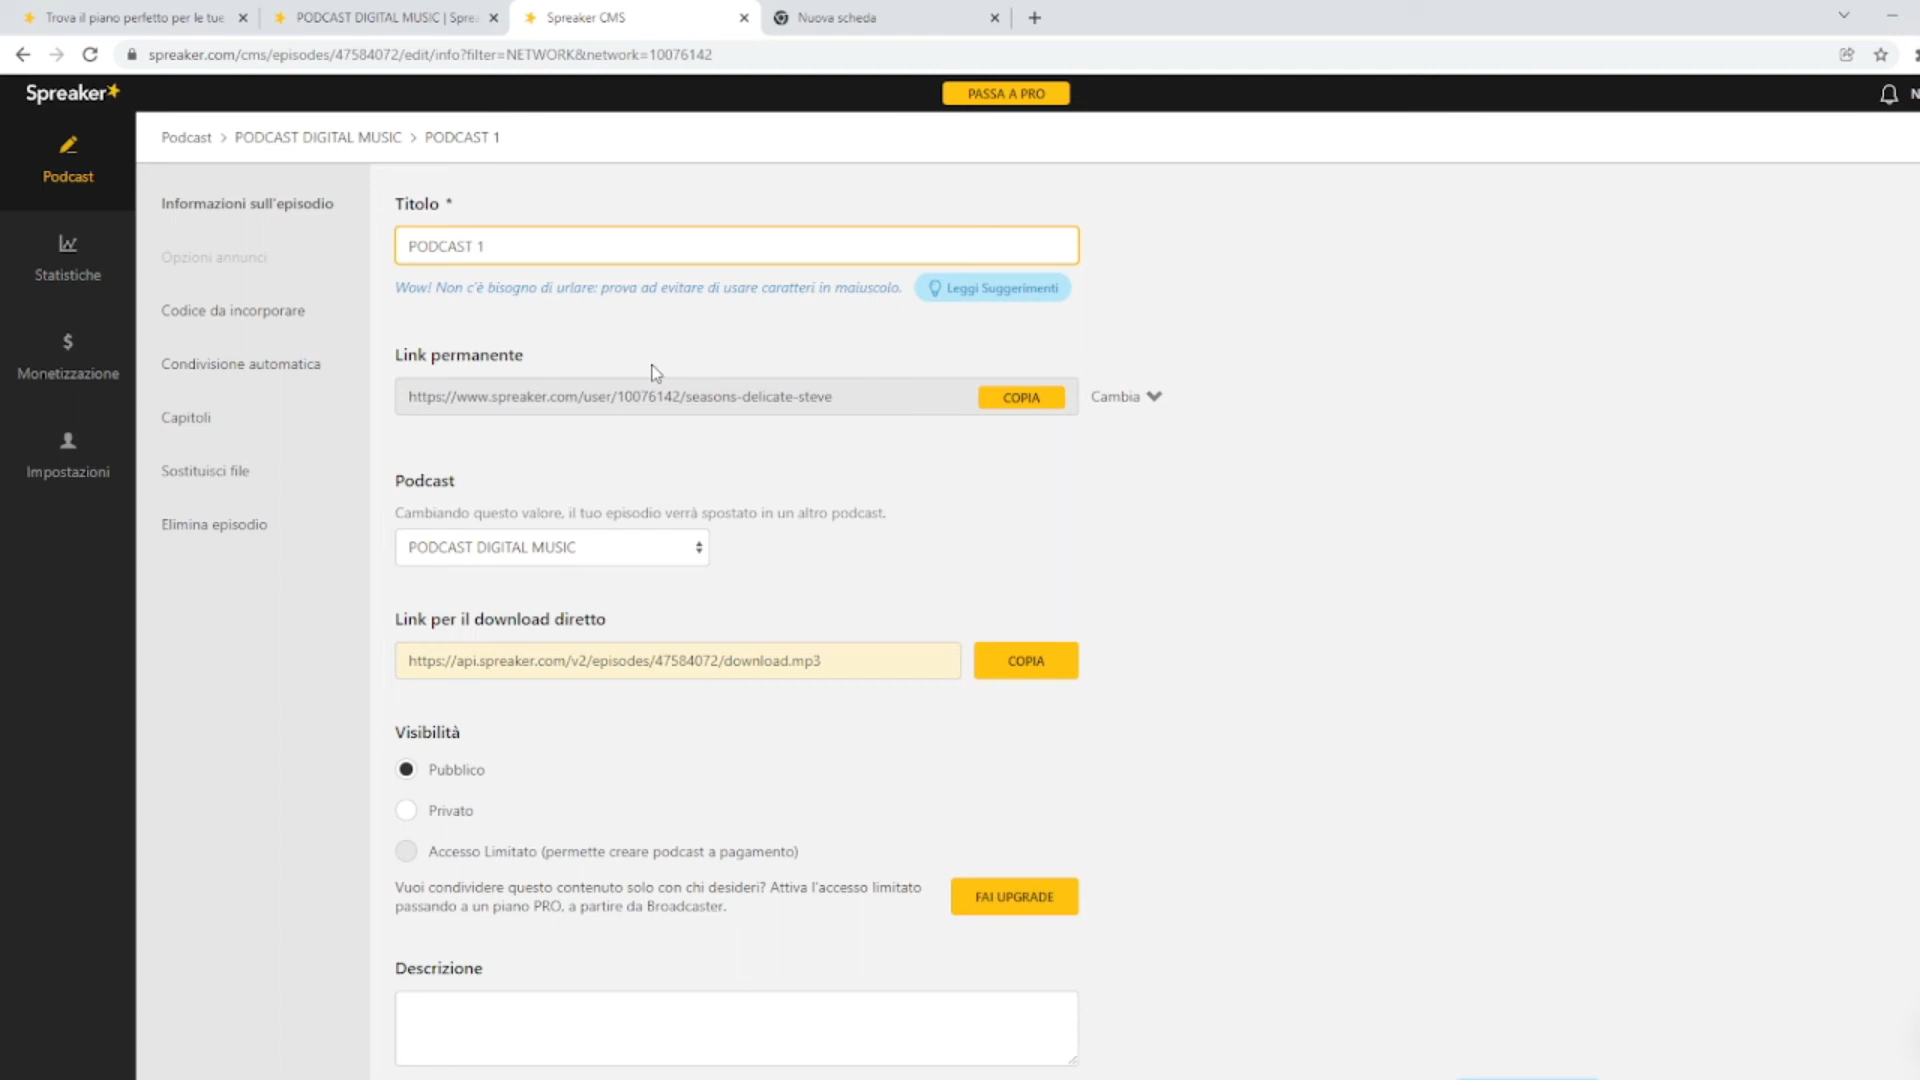 Trova il piano perfetto per le tue
PODCAST DIGITAL MUSIC | Sprea
Spreaker CMS
Nuova scheda
spreaker.com/cms/episodes/47584072/edit/info?filter=NETWORK&network=10076142
Spreaker
PASSA A PRO
N
Podcast > PODCAST DIGITAL MUSIC > PODCAST 1
Podcast
Statistiche
Monetizzazione
Impostazioni
Informazioni sull'episodio
Opzioni annunci
Codice da incorporare
Condivisione automatica
Capitoli
Sostituisci file
Elimina episodio
Titolo *
PODCAST 1
Wow! Non c'è bisogno di urlare: prova ad evitare di usare caratteri in maiuscolo.
Leggi Suggerimenti
Link permanente
https://www.spreaker.com/user/10076142/seasons-delicate-steve
COPIA
Cambia
Podcast
Cambiando questo valore, il tuo episodio verrà spostato in un altro podcast.
PODCAST DIGITAL MUSIC
Link per il download diretto
https://api.spreaker.com/v2/episodes/47584072/download.mp3
COPIA
Visibilità
Pubblico
Privato
Accesso Limitato (permette creare podcast a pagamento)
Vuoi condividere questo contenuto solo con chi desideri? Attiva l'accesso limitato
passando a un piano PRO, a partire da Broadcaster.
FAI UPGRADE
Descrizione